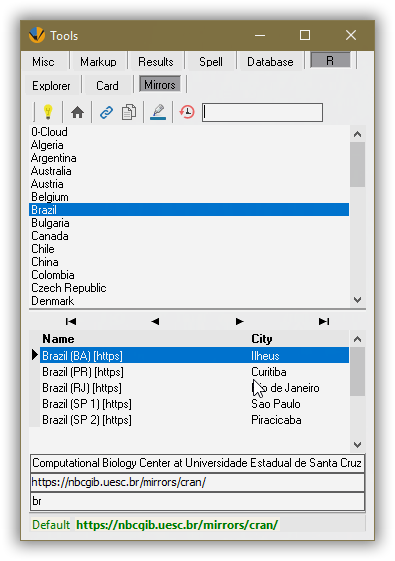 Tools
Misc Markup Results Spell Database R
Explorer Card Mirrors
0-Cloud
Algeria
Argentina
Australia
Austria
Belgium
Brazil
Bulgaria
Canada
Chile
China
Colombia
Czech Republic
Denmark
Name City
Brazil (BA) [https] Ilheus
Brazil (PR) [https] Curitiba
Brazil (RJ) [https] Rio de Janeiro
Brazil (SP 1) [https] Sao Paulo
Brazil (SP 2) [https] Piracicaba
Computational Biology Center at Universidade Estadual de Santa Cruz
https://nbcgib.uesc.br/mirrors/cran/
br
Default https://nbcgib.uesc.br/mirrors/cran/